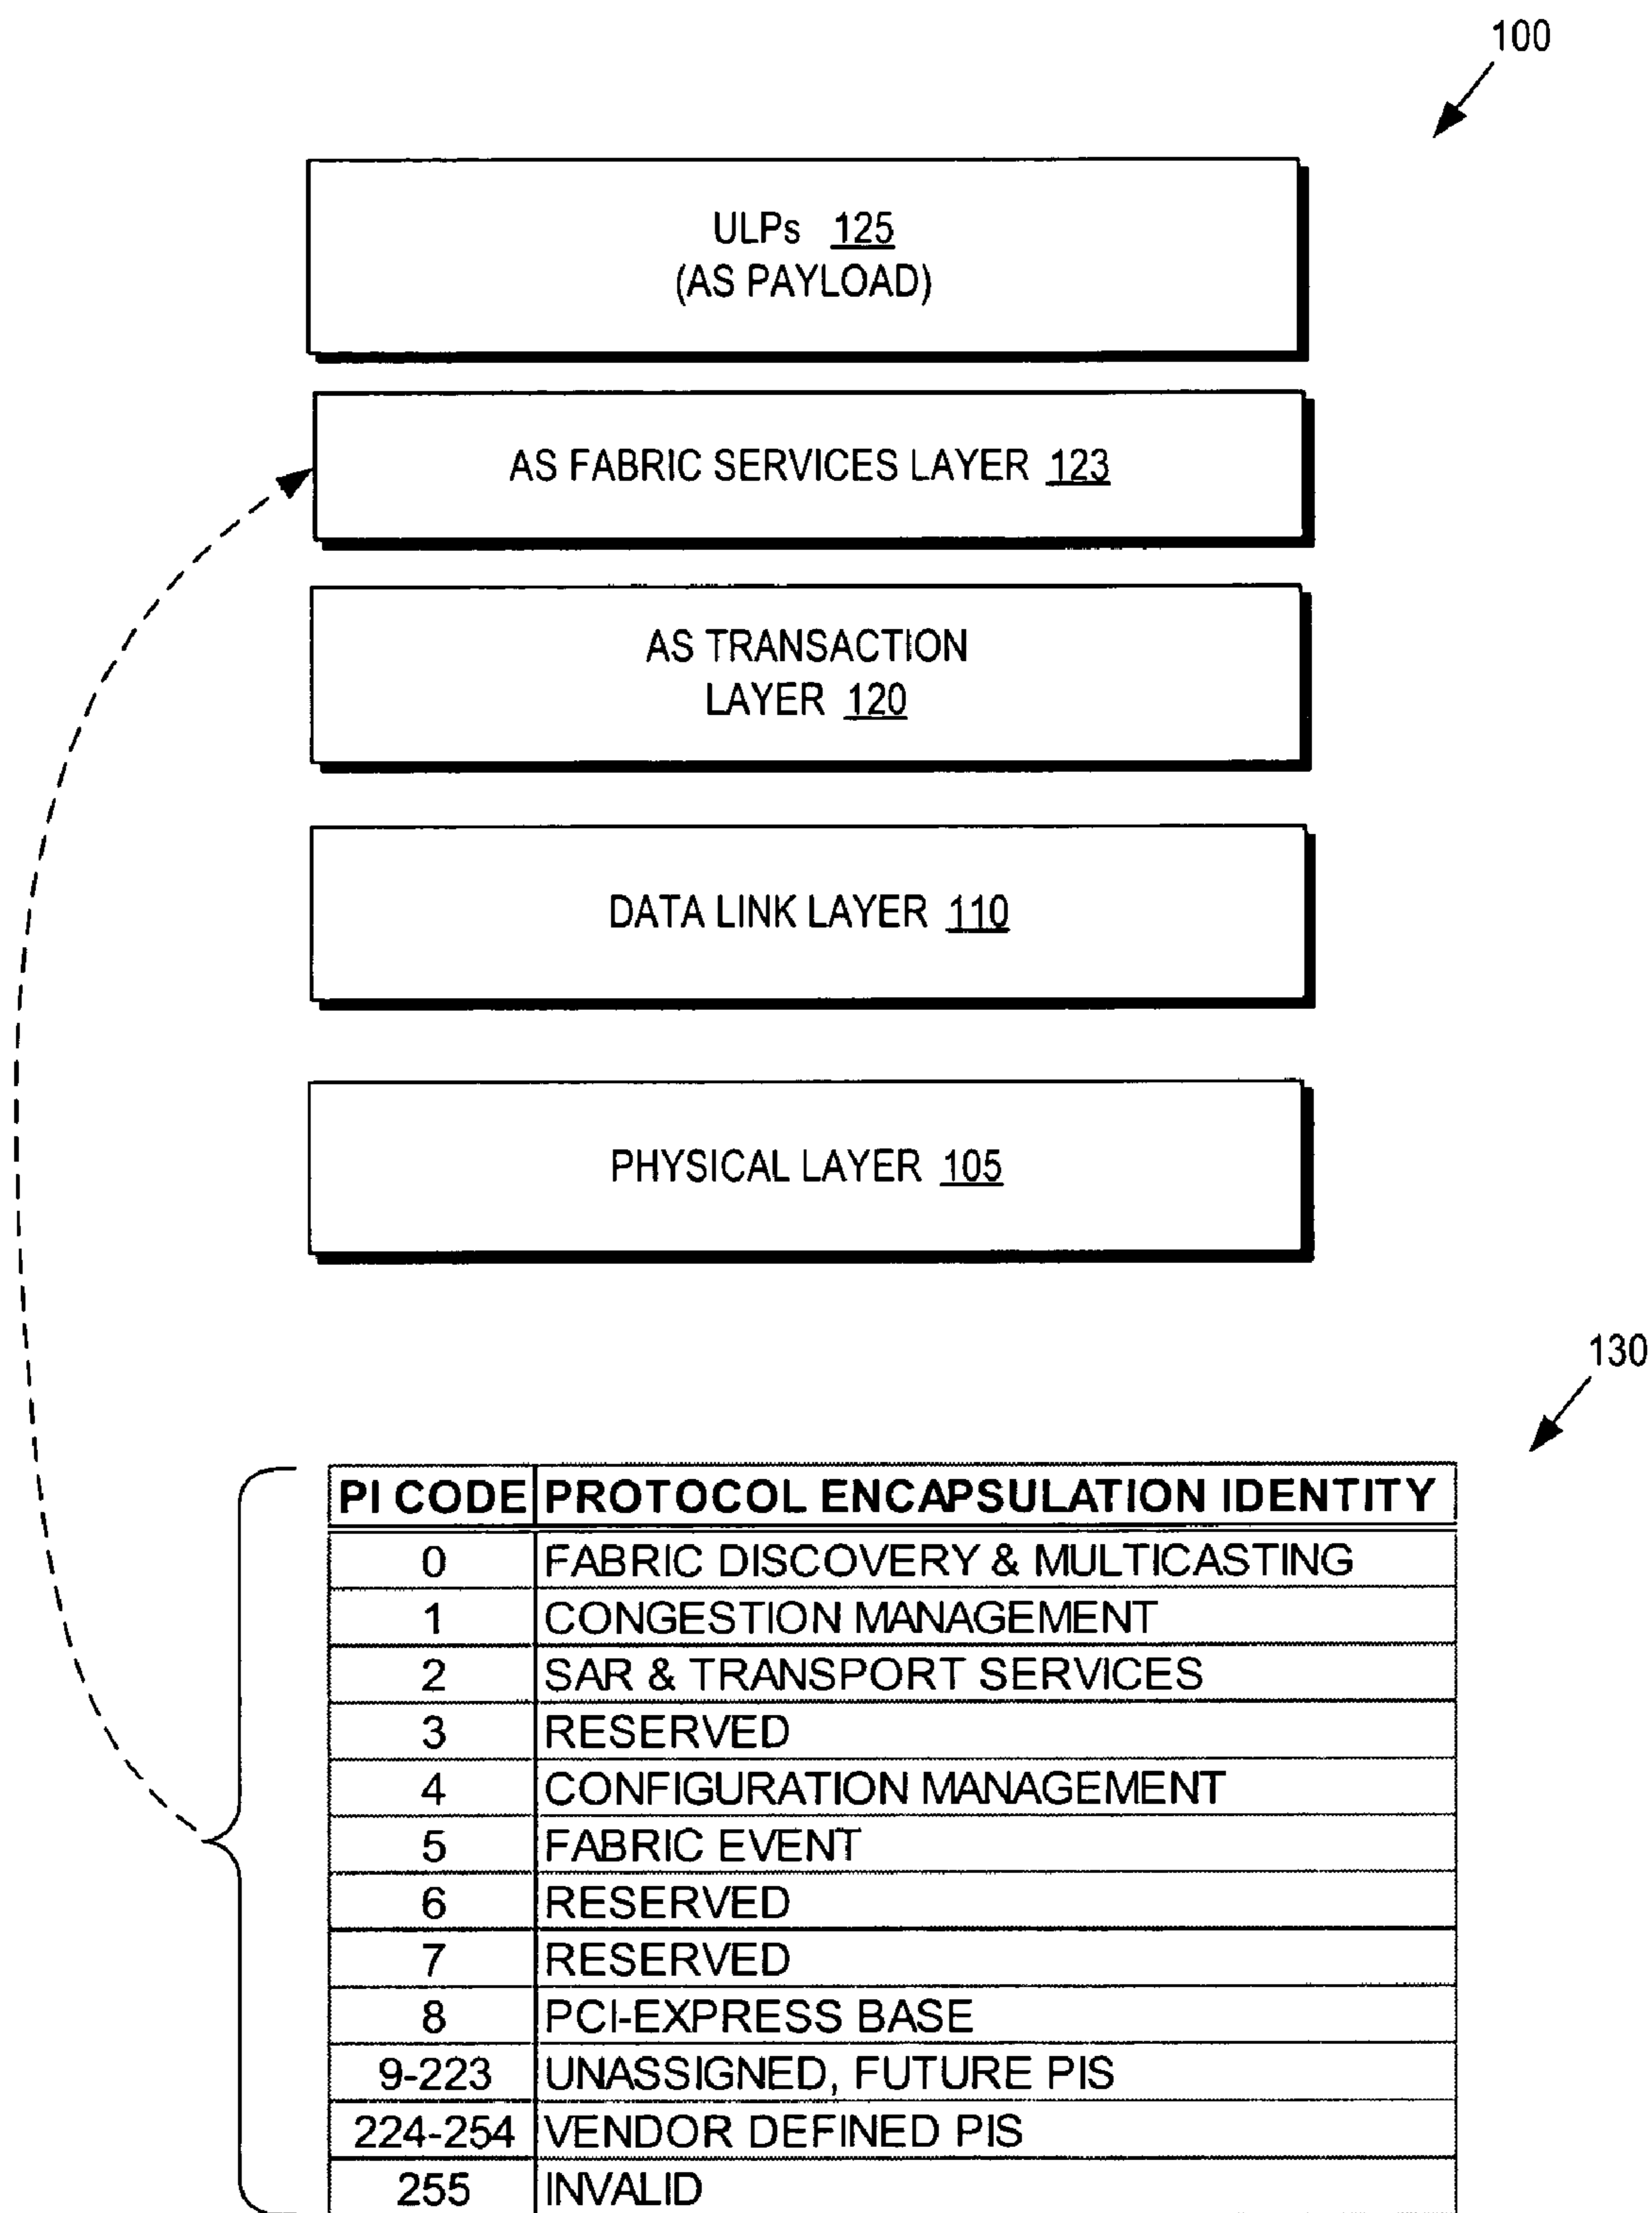 100
ULPs 125
(AS PAYLOAD)
AS FABRIC SERVICES LAYER 123
AS TRANSACTION
LAYER 120
DATA LINK LAYER 110
PHYSICAL LAYER 105
130
PI CODE PROTOCOL ENCAPSULATION IDENTITY
0 FABRIC DISCOVERY & MULTICASTING
1 CONGESTION MANAGEMENT
2 SAR & TRANSPORT SERVICES
3 RESERVED
4 CONFIGURATION MANAGEMENT
5 FABRIC EVENT
6 RESERVED
7 RESERVED
8 PCI-EXPRESS BASE
9-223 UNASSIGNED, FUTURE PIS
224-254 VENDOR DEFINED PIS
255 INVALID